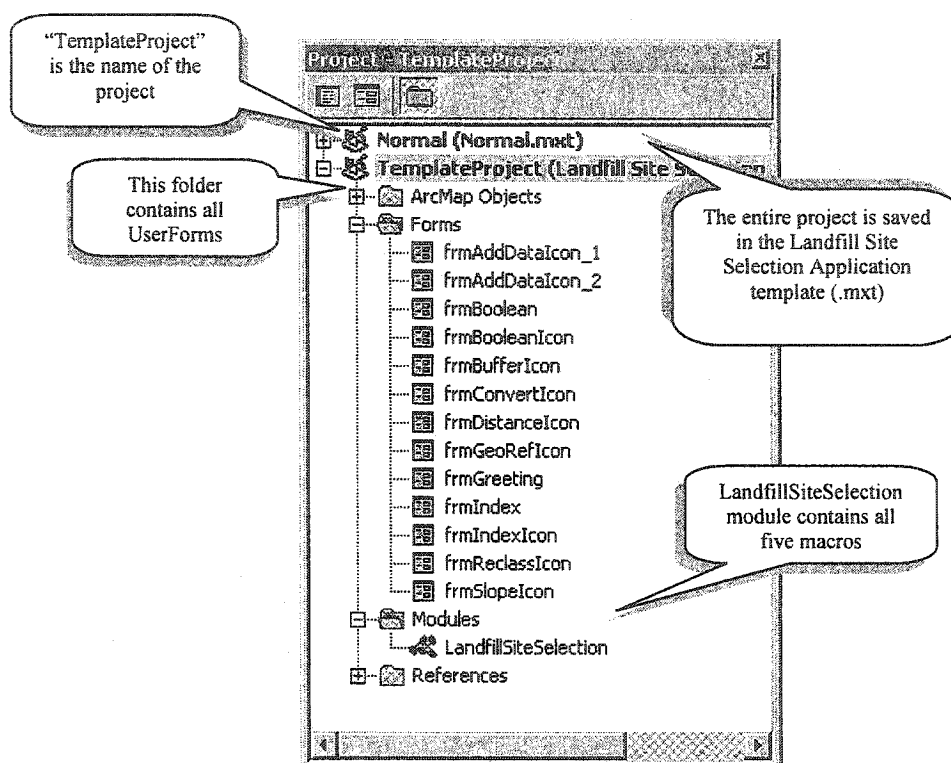 “TemplateProject”
is the name of the
project
Project - TemplateProject
Normal (Normal.mxt)
TemplateProject (Landfill Site
This folder
contains all
UserForms
ArcMap Objects
Forms
The entire project is saved
in the Landfill Site
Selection Application
template (.mxt)
frmAddDataIcon_1
frmAddDataIcon_2
frmBoolean
frmBooleanIcon
frmBufferIcon
frmConvertIcon
frmDistanceIcon
frmGeoRefIcon
frmGreeting
frmIndex
frmIndexIcon
frmReclassIcon
frmSlopeIcon
LandfillSiteSelection
module contains all
five macros
Modules
LandfillSiteSelection
References